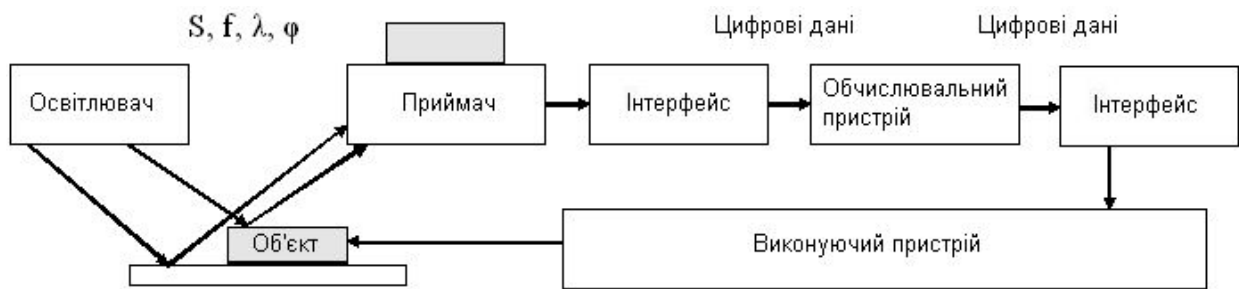 S, f, λ, φ
Цифрові дані
Цифрові дані
Освітлювач
Приймач
Інтерфейс
Обчислювальний
пристрій
Інтерфейс
Об'єкт
Виконуючий пристрій